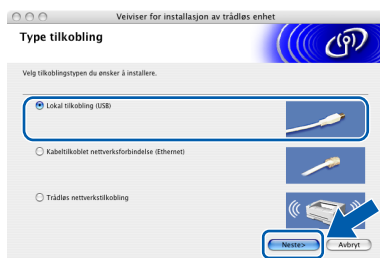 Veiviser for installasjon av trådløs enhet
Type tilkobling
Velg tilkoblingstypen du ønsker å installere.
Lokal tilkobling (USB)
Kabeltilkoblet nettverksforbindelse (Ethernet)
Trådløs nettverkstilkobling
Neste>
Avbryt